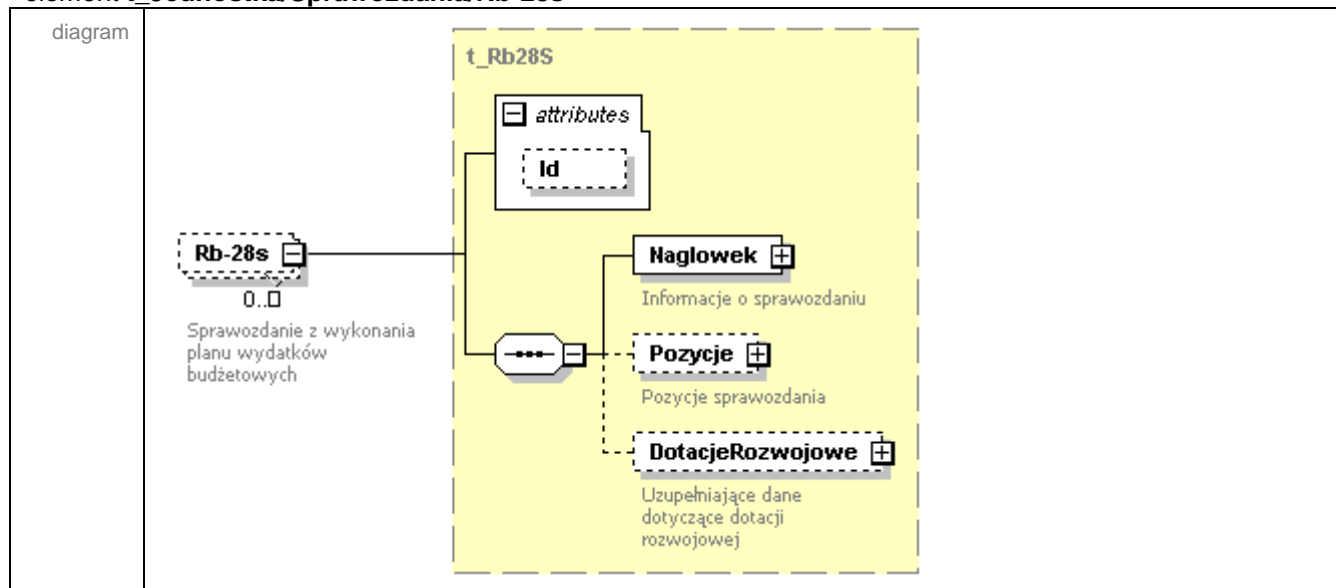 diagram
t_Rb28S
attributes
Id
Rb-28s
0..
Sprawozdanie z wykonania
planu wydatków
budżetowych
Naglowek
Informacje o sprawozdaniu
Pozycje
Pozycje sprawozdania
DotacjeRozwojowe
Uzupełniające dane
dotyczące dotacji
rozwojowej